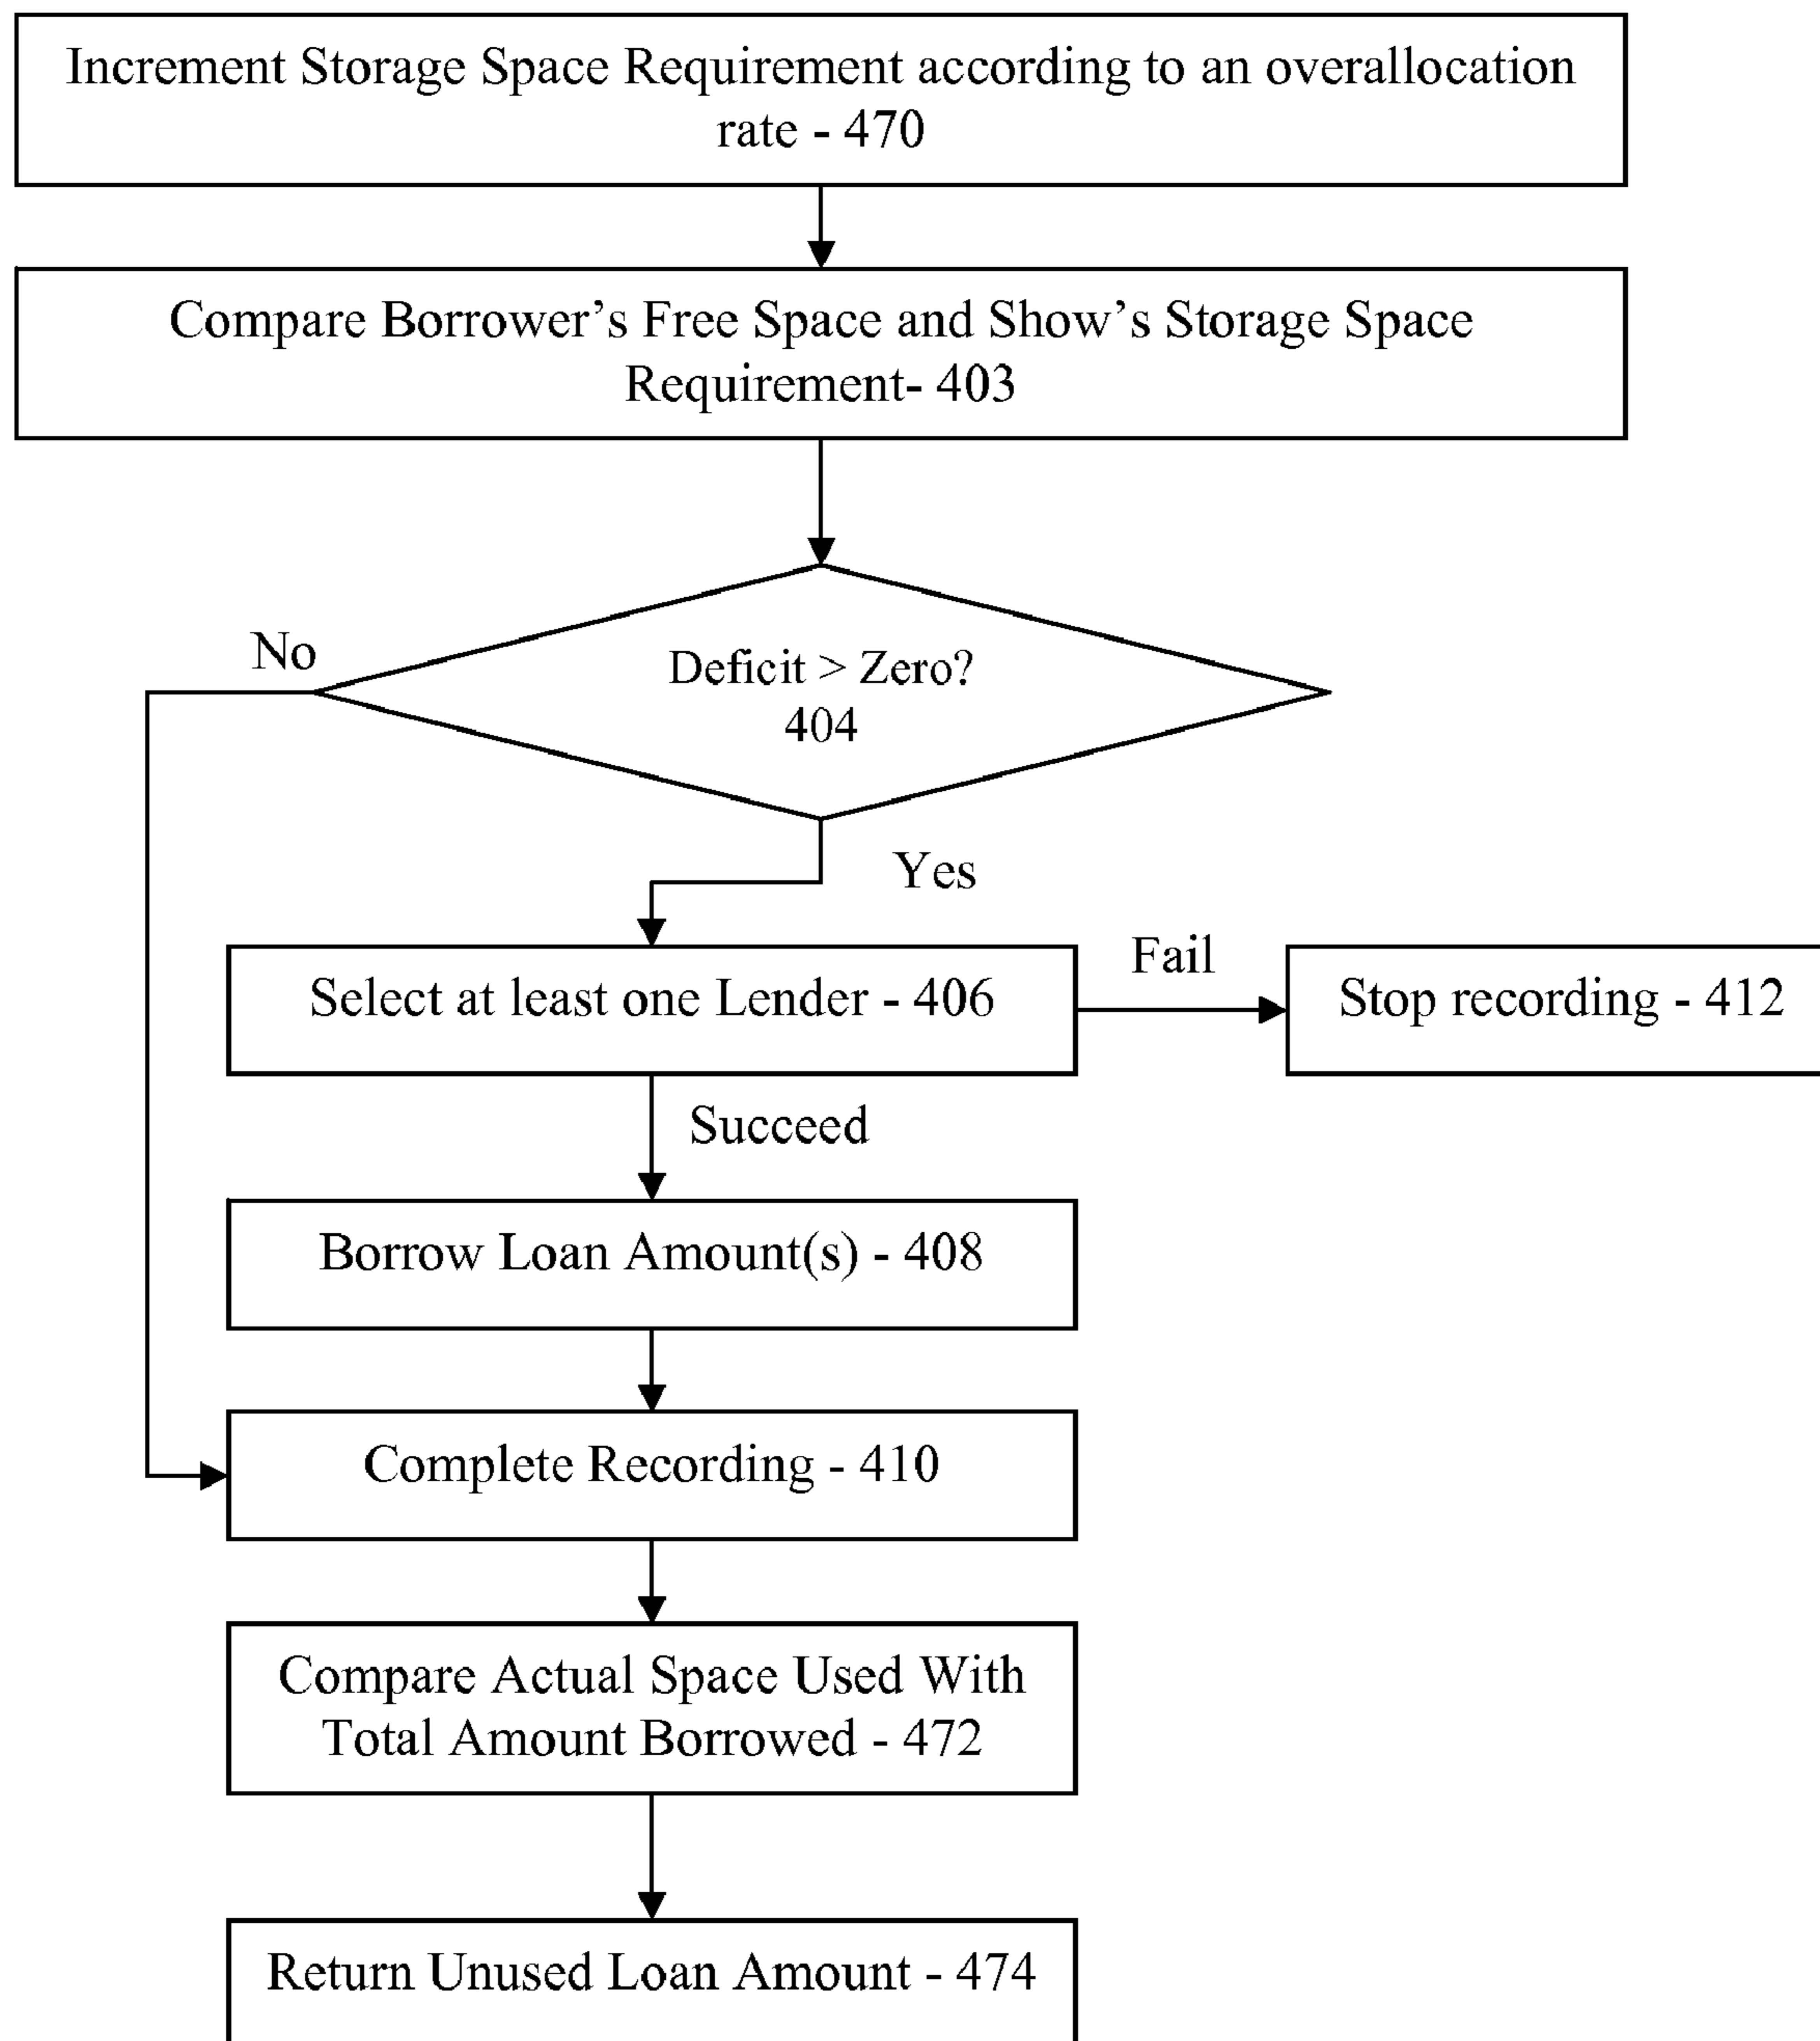 Increment Storage Space Requirement according to an overallocation
rate - 470
Compare Borrower’s Free Space and Show’s Storage Space
Requirement- 403
No
Deficit > Zero?
404
Yes
Select at least one Lender - 406
Fail
Stop recording - 412
Succeed
Borrow Loan Amount(s) - 408
Complete Recording - 410
Compare Actual Space Used With
Total Amount Borrowed - 472
Return Unused Loan Amount - 474